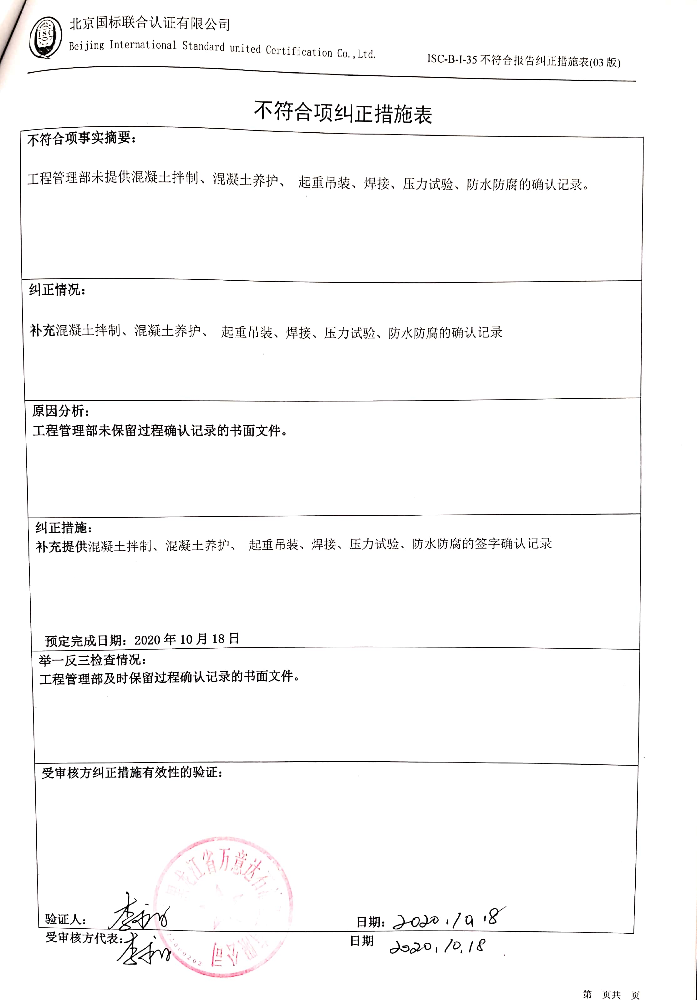 北京国标联合认证有限公司
Beijing International Standard united Certification Co.,Ltd.
ISC-B-I-35 不符合报告纠正措施表(03 版)
不符合项纠正措施表
不符合项事实摘要：
工程管理部未提供混凝土拌制、混凝土养护、 起重吊装、焊接、压力试验、防水防腐的确认记录。
纠正情况：
补充混凝土拌制、混凝土养护、 起重吊装、焊接、压力试验、防水防腐的确认记录
原因分析：
工程管理部未保留过程确认记录的书面文件。
纠正措施：
补充提供混凝土拌制、混凝土养护、 起重吊装、焊接、压力试验、防水防腐的签字确认记录
预定完成日期：2020 年 10 月 18 日
举一反三检查情况：
工程管理部及时保留过程确认记录的书面文件。
受审核方纠正措施有效性的验证：
黑龙江省万意达 限公司
验证人： 日期：2020.10.18
受审核方代表： 日期 2020.10.18
第 页共 页